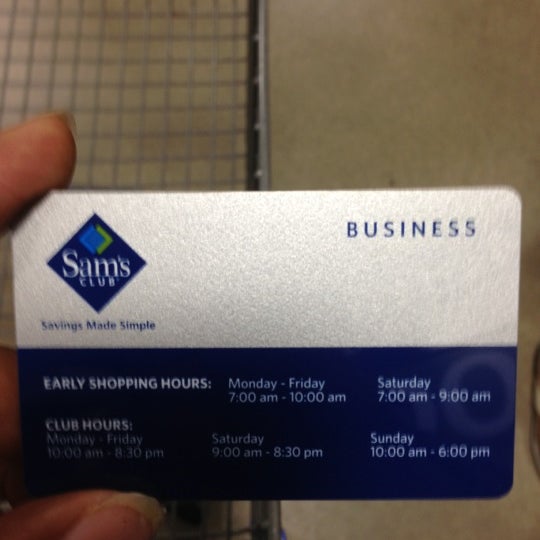 BUSINESS
Sam's
CLUB
Savings Made Simple
EARLY SHOPPING HOURS: Monday - Friday Saturday
7:00 am - 10:00 am 7:00 am - 9:00 am
CLUB HOURS:
Monday - Friday Saturday Sunday
10:00 am - 8:30 pm 9:00 am - 8:30 pm 10:00 am - 6:00 pm